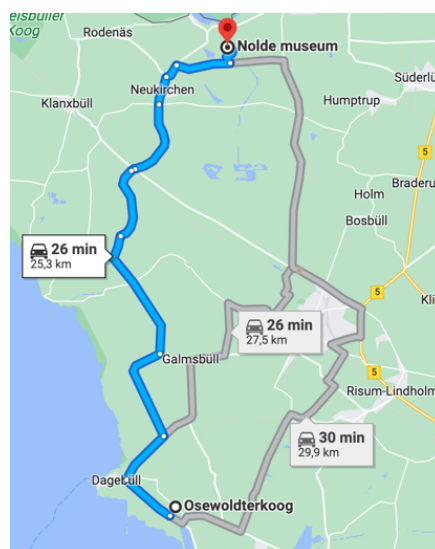 eisbüller
Koog
Rodenäs
Nolde museum
Süderlü
Neukirchen
Klanxbüll
Humptrup
5
Braderu
Holm
Bosbüll
26 min
25,3 km
5
Kli
26 min
27,5 km
Galmsbüll
5
Risum-Lindholm
30 min
29,9 km
Dagebüll
Osewoldterkoog